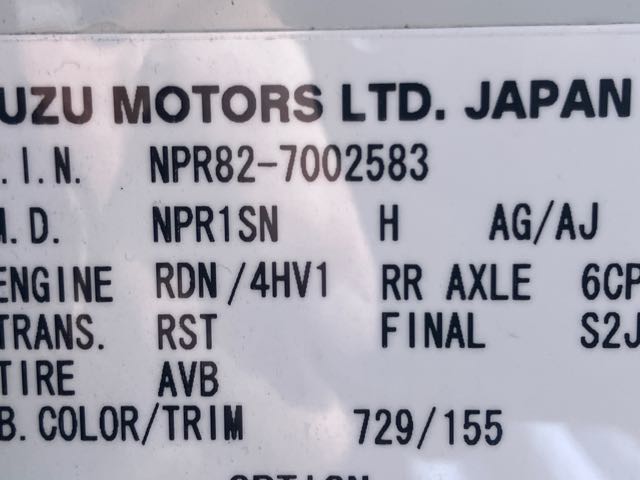 UZU MOTORS LTD. JAPAN
.I.N. NPR82-7002583
M.D. NPR1SN H AG/AJ
ENGINE RDN/4HV1 RR AXLE 6CP
TRANS. RST FINAL S2J
TIRE AVB
B.COLOR/TRIM 729/155
OPTION